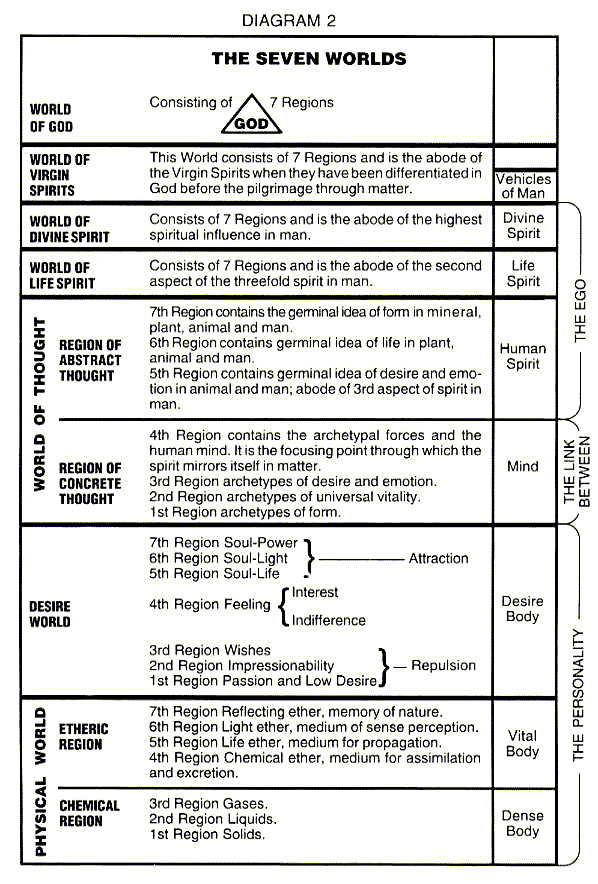 DIAGRAM 2
THE SEVEN WORLDS
WORLD
OF GOD
Consisting of 7 Regions
GOD
WORLD OF
VIRGIN
SPIRITS
This World consists of 7 Regions and is the abode of
the Virgin Spirits when they have been differentiated in
God before the pilgrimage through matter.
Vehicles
of Man
WORLD OF
DIVINE SPIRIT
Consists of 7 Regions and is the abode of the highest
spiritual influence in man.
Divine
Spirit
WORLD OF
LIFE SPIRIT
Consists of 7 Regions and is the abode of the second
aspect of the threefold spirit in man.
Life
Spirit
THE EGO
WORLD OF THOUGHT
REGION OF
ABSTRACT
THOUGHT
7th Region contains the germinal idea of form in mineral,
plant, animal and man.
6th Region contains germinal idea of life in plant,
animal and man.
5th Region contains germinal idea of desire and emo-
tion in animal and man; abode of 3rd aspect of spirit in
man.
Human
Spirit
REGION OF
CONCRETE
THOUGHT
4th Region contains the archetypal forces and the
human mind. It is the focusing point through which the
spirit mirrors itself in matter.
3rd Region archetypes of desire and emotion.
2nd Region archetypes of universal vitality.
1st Region archetypes of form.
Mind
THE LINK
BETWEEN
DESIRE
WORLD
7th Region Soul-Power
6th Region Soul-Light
5th Region Soul-Life
Attraction
4th Region Feeling
Interest
Indifference
3rd Region Wishes
2nd Region Impressionability
1st Region Passion and Low Desire
Repulsion
Desire
Body
THE PERSONALITY
PHYSICAL WORLD
ETHERIC
REGION
7th Region Reflecting ether, memory of nature.
6th Region Light ether, medium of sense perception.
5th Region Life ether, medium for propagation.
4th Region Chemical ether, medium for assimilation
and excretion.
Vital
Body
CHEMICAL
REGION
3rd Region Gases.
2nd Region Liquids.
1st Region Solids.
Dense
Body